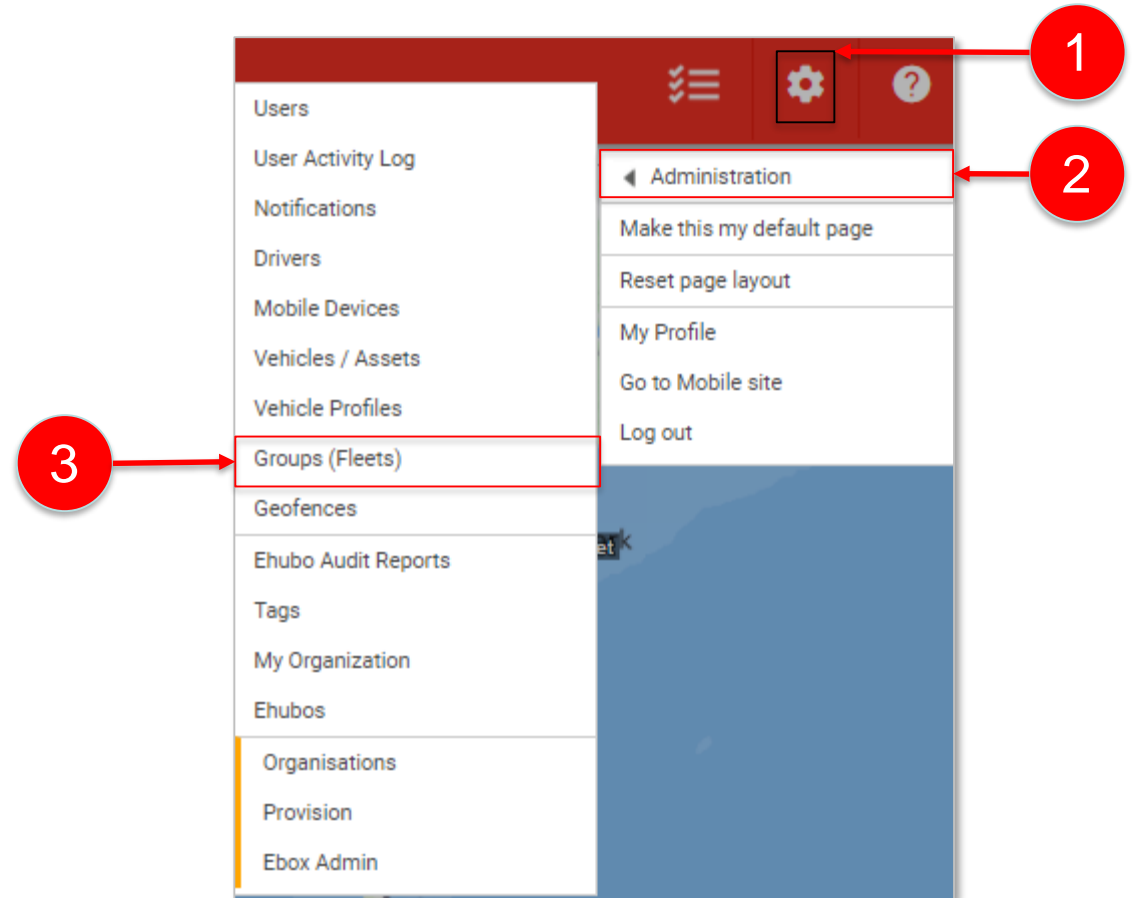 1
2
Administration
Make this my default page
Reset page layout
My Profile
Go to Mobile site
Log out
Users
User Activity Log
Notifications
Drivers
Mobile Devices
Vehicles / Assets
Vehicle Profiles
3
Groups (Fleets)
Geofences
Ehubo Audit Reports
Tags
My Organization
Ehubos
Organisations
Provision
Ebox Admin
?
et
k